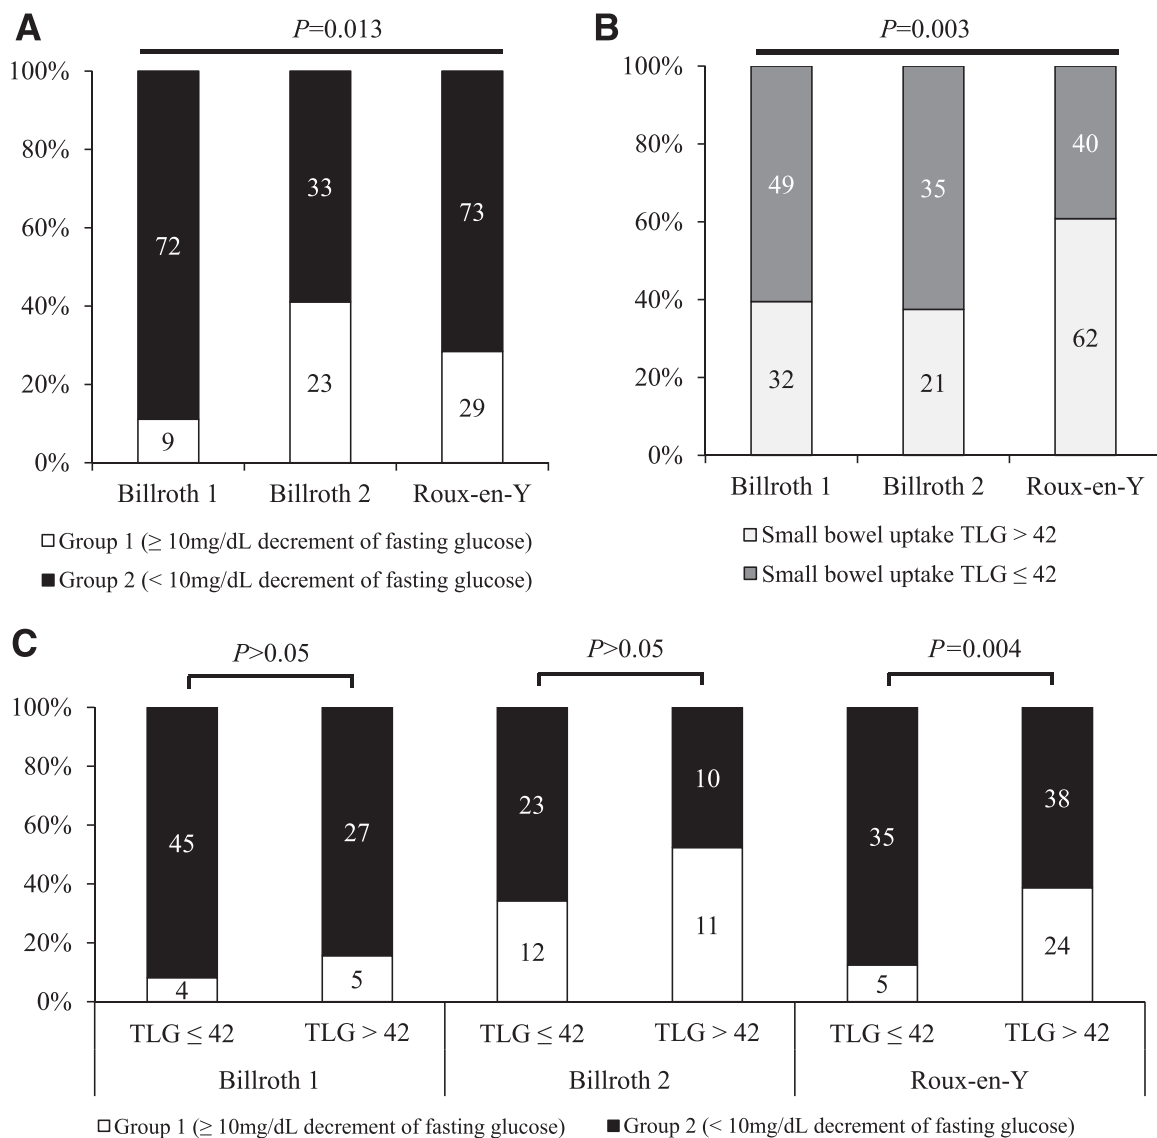 A
P=0.013
100%
80%
60%
40%
20%
0%
72
9
33
23
73
29
Billroth 1
Billroth 2
Roux-en-Y
Group 1 (≥ 10mg/dL decrement of fasting glucose)
Group 2 (< 10mg/dL decrement of fasting glucose)
B
P=0.003
100%
80%
60%
40%
20%
0%
49
32
35
21
40
62
Billroth 1
Billroth 2
Roux-en-Y
Small bowel uptake TLG > 42
Small bowel uptake TLG ≤ 42
C
P>0.05
P>0.05
P=0.004
100%
80%
60%
40%
20%
0%
45
4
27
5
23
12
10
11
35
5
38
24
TLG ≤ 42
TLG > 42
TLG ≤ 42
TLG > 42
TLG ≤ 42
TLG > 42
Billroth 1
Billroth 2
Roux-en-Y
Group 1 (≥ 10mg/dL decrement of fasting glucose)
Group 2 (< 10mg/dL decrement of fasting glucose)